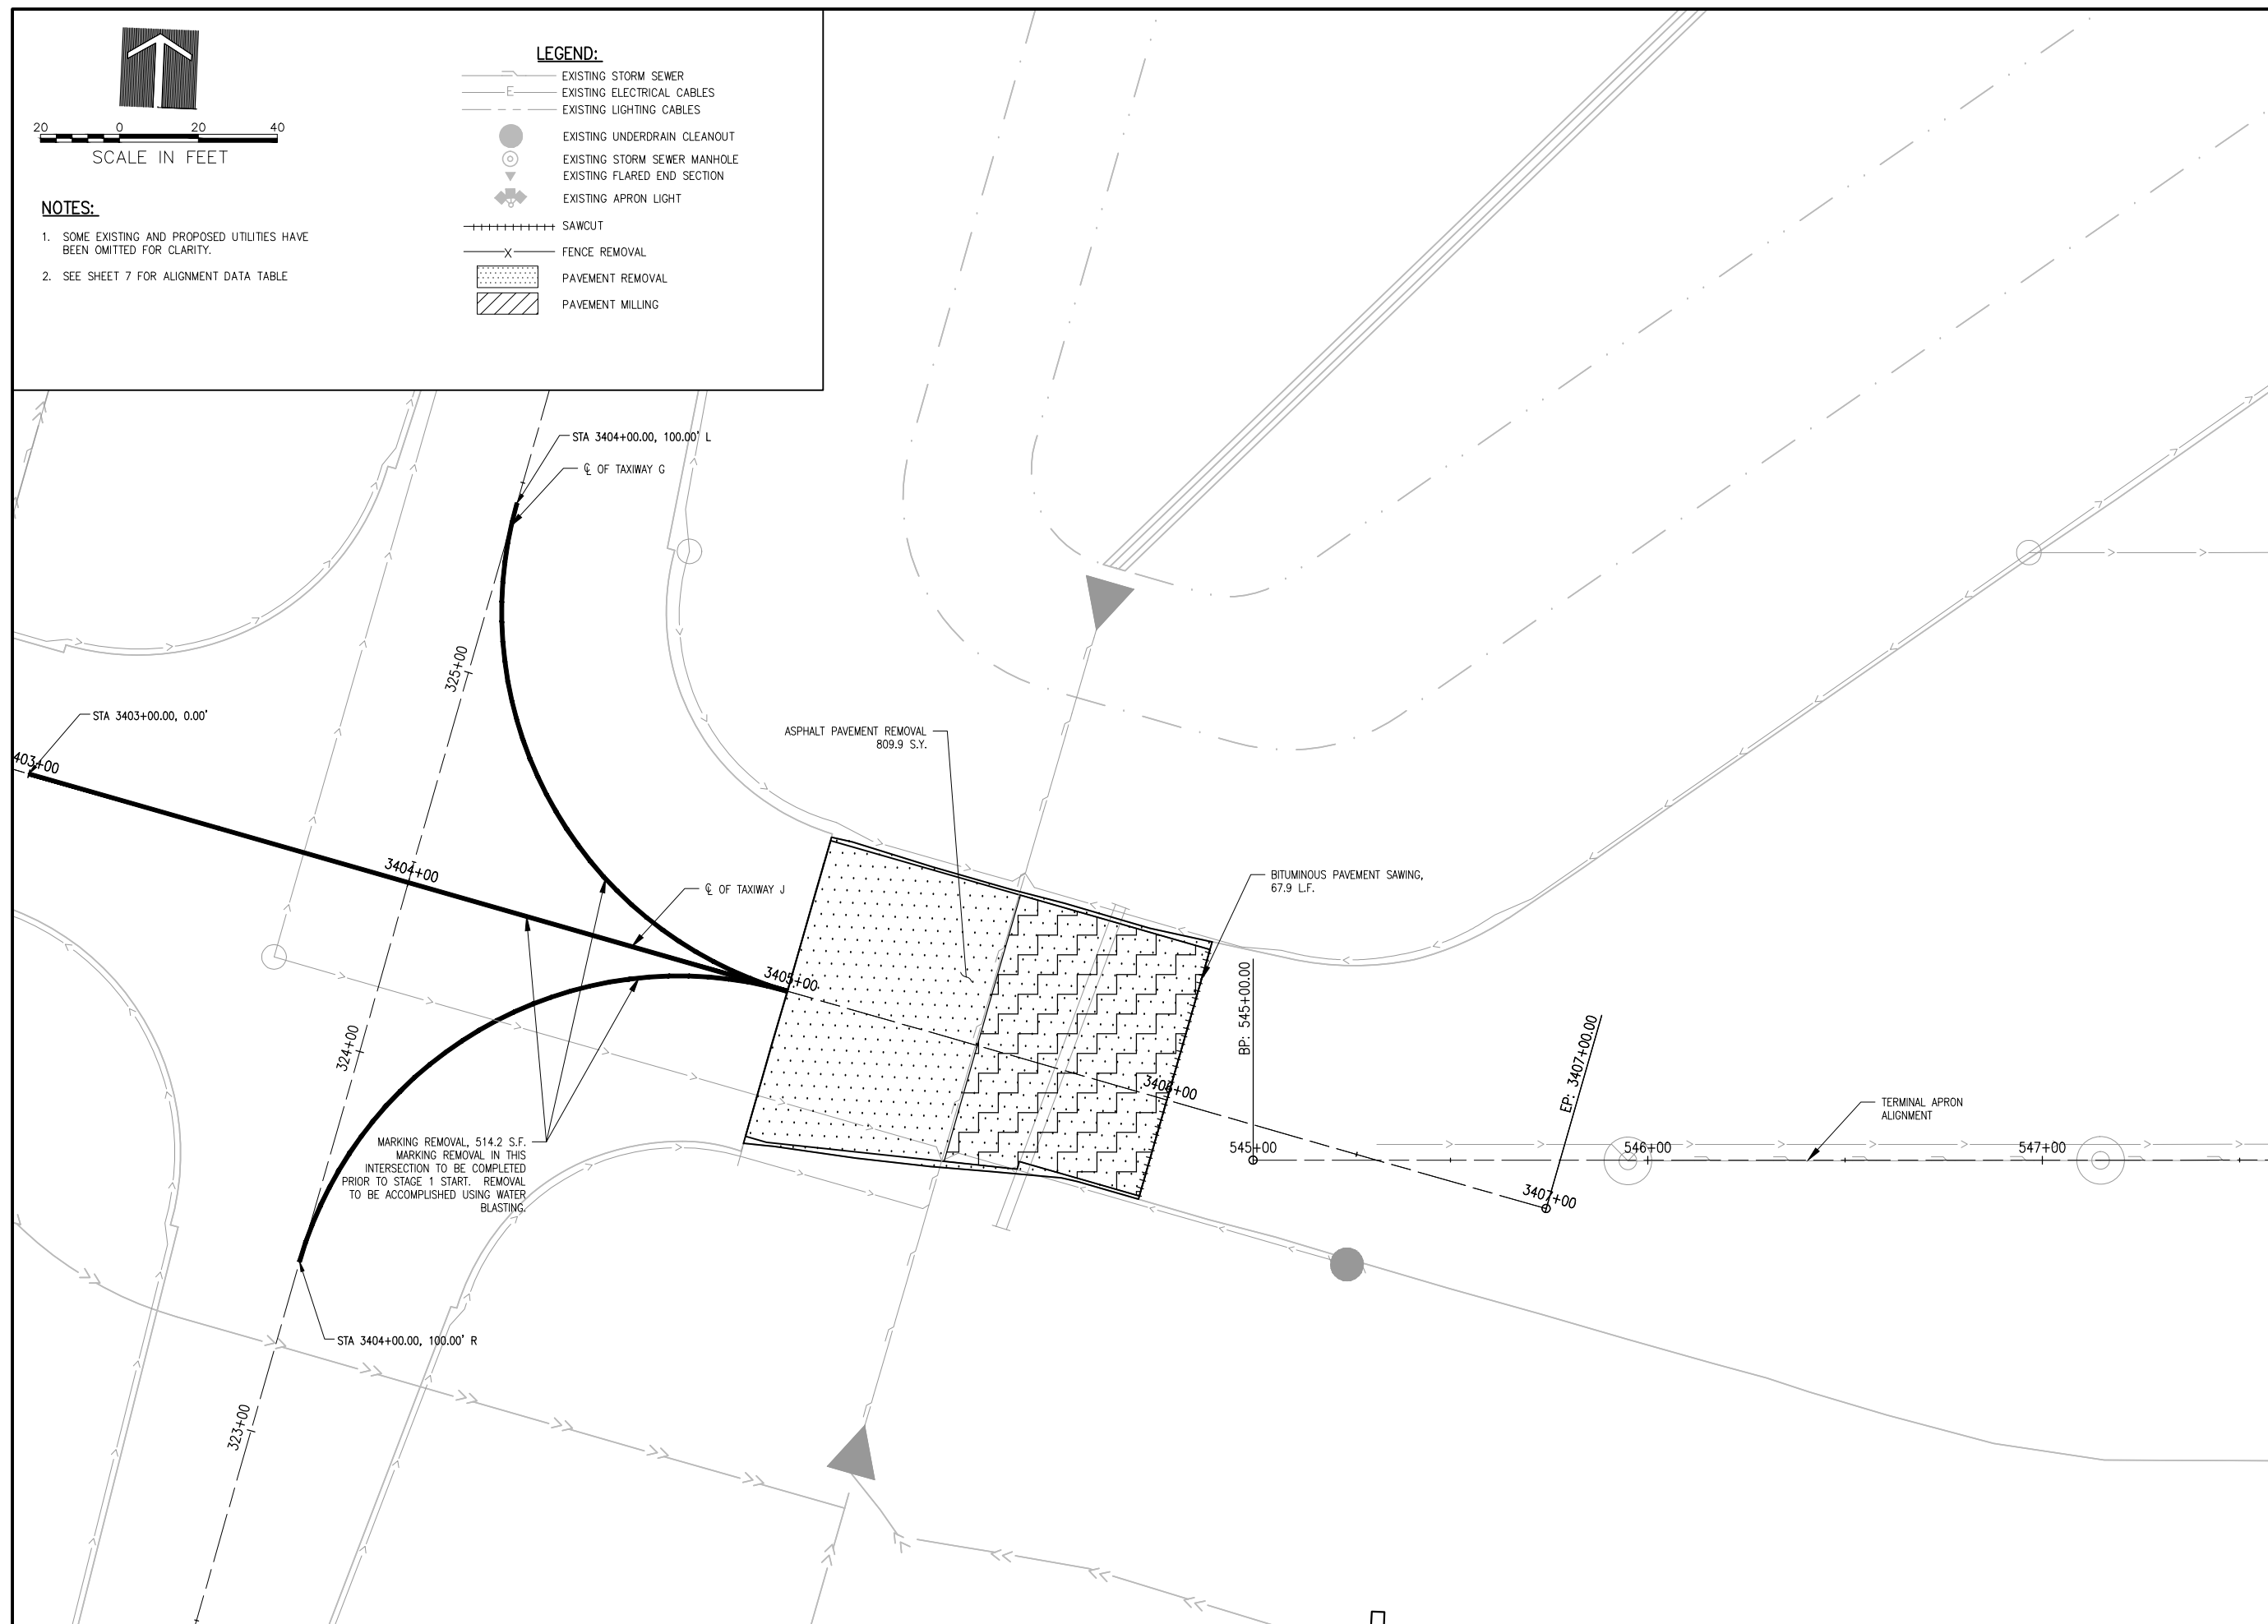 20 0 20 40
SCALE IN FEET
NOTES:
1. SOME EXISTING AND PROPOSED UTILITIES HAVE
BEEN OMITTED FOR CLARITY.
2. SEE SHEET 7 FOR ALIGNMENT DATA TABLE
LEGEND:
EXISTING STORM SEWER
E EXISTING ELECTRICAL CABLES
EXISTING LIGHTING CABLES
EXISTING UNDERDRAIN CLEANOUT
EXISTING STORM SEWER MANHOLE
EXISTING FLARED END SECTION
EXISTING APRON LIGHT
SAWCUT
X FENCE REMOVAL
PAVEMENT REMOVAL
PAVEMENT MILLING
STA 3404+00.00, 100.00' L
℄ OF TAXIWAY G
325+00
STA 3403+00.00, 0.00'
403+00
ASPHALT PAVEMENT REMOVAL
809.9 S.Y.
3404+00
℄ OF TAXIWAY J
BITUMINOUS PAVEMENT SAWING,
67.9 L.F.
3405+00
BP: 545+00.00
324+00
3406+00
EP: 3407+00.00
TERMINAL APRON
ALIGNMENT
545+00
546+00
547+00
3407+00
MARKING REMOVAL, 514.2 S.F.
MARKING REMOVAL IN THIS
INTERSECTION TO BE COMPLETED
PRIOR TO STAGE 1 START. REMOVAL
TO BE ACCOMPLISHED USING WATER
BLASTING.
STA 3404+00.00, 100.00' R
323+00